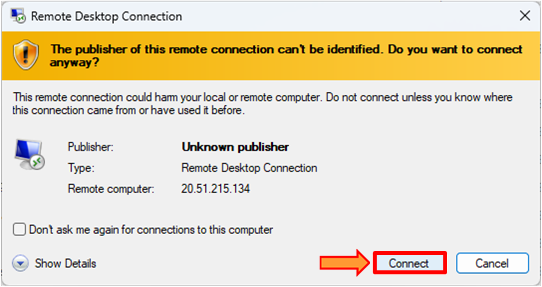 Remote Desktop Connection
The publisher of this remote connection can't be identified. Do you want to connect
anyway?
This remote connection could harm your local or remote computer. Do not connect unless you know where
this connection came from or have used it before.
Publisher: Unknown publisher
Type: Remote Desktop Connection
Remote computer: 20.51.215.134
Don't ask me again for connections to this computer
Show Details
Connect
Cancel